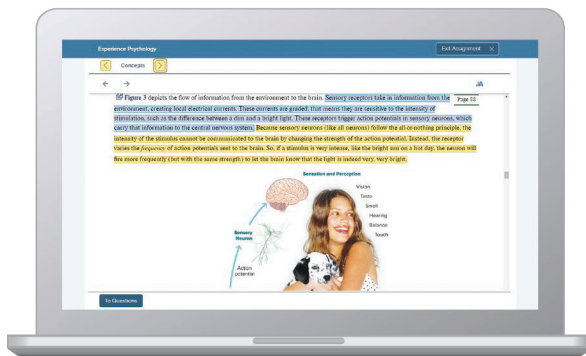 Experience Psychology
Exit Assignment X
Concepts
A
Page 88
Figure 3 depicts the flow of information from the environment to the brain. Sensory receptors take in information from the
environment, creating local electrical currents. These currents are graded; that means they are sensitive to the intensity of
stimulation, such as the difference between a dim and a bright light. These receptors trigger action potentials in sensory neurons, which
carry that information to the central nervous system. Because sensory neurons (like all neurons) follow the all-or-nothing principle, the
intensity of the stimulus cannot be communicated to the brain by changing the strength of the action potential. Instead, the receptor
varies the frequency of action potentials sent to the brain. So, if a stimulus is very intense, like the bright sun on a hot day, the neuron will
fire more frequently (but with the same strength) to let the brain know that the light is indeed very, very bright.
Sensation and Perception
Vision
Taste
Smell
Hearing
Balance
Touch
Sensory
Neuron
Action
potential
To Questions